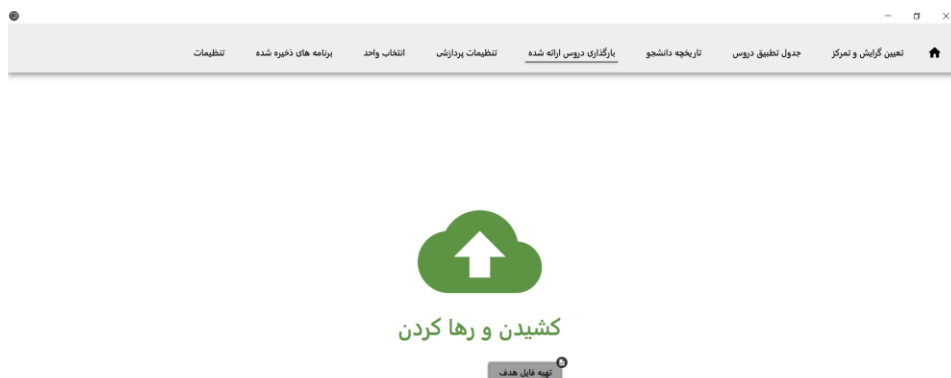 تعیین گرایش و تمرکز جدول تطبیق دروس تاریخچه دانشجو بارگذاری دروس ارائه شده تنظیمات پردازشی انتخاب واحد برنامه های ذخیره شده تنظیمات
کشیدن و رها کردن
تهیه فایل هدف